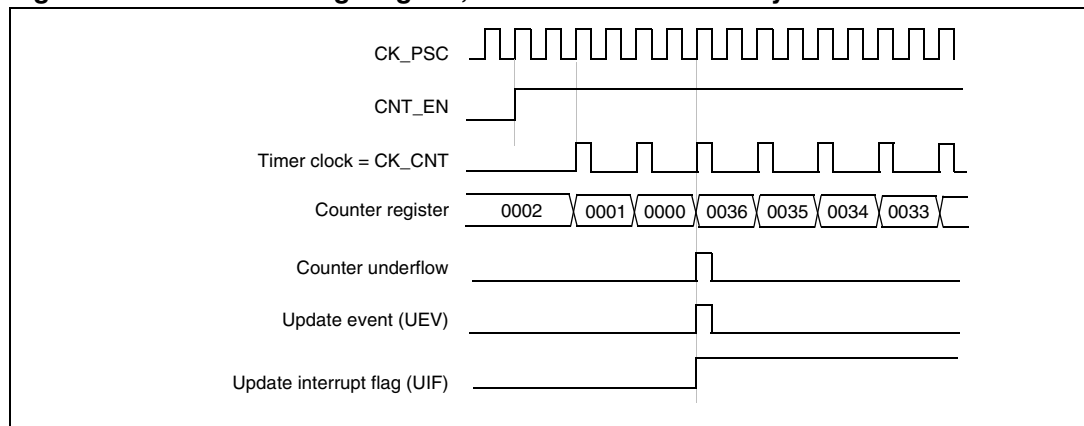 CK_PSC
CNT_EN
Timer clock = CK_CNT
Counter register 0002 0001 0000 0036 0035 0034 0033
Counter underflow
Update event (UEV)
Update interrupt flag (UIF)